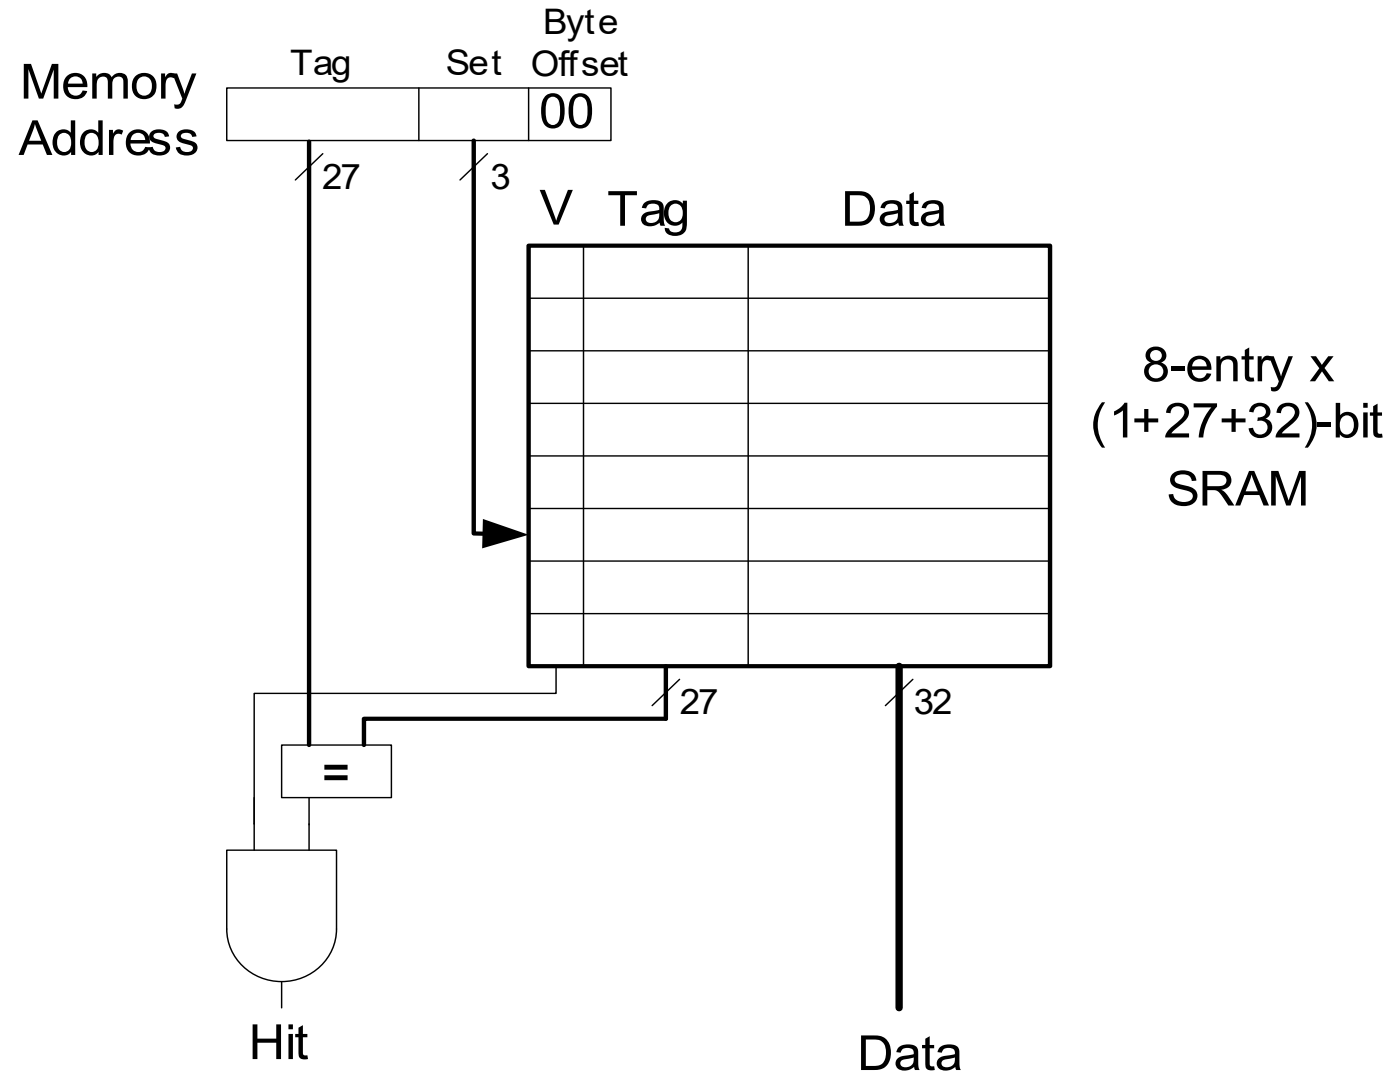 Byte
Tag Set Offset
Memory
Address
00
27 3
V Tag Data
8-entry x
(1+27+32)-bit
SRAM
27 32
=
Hit
Data